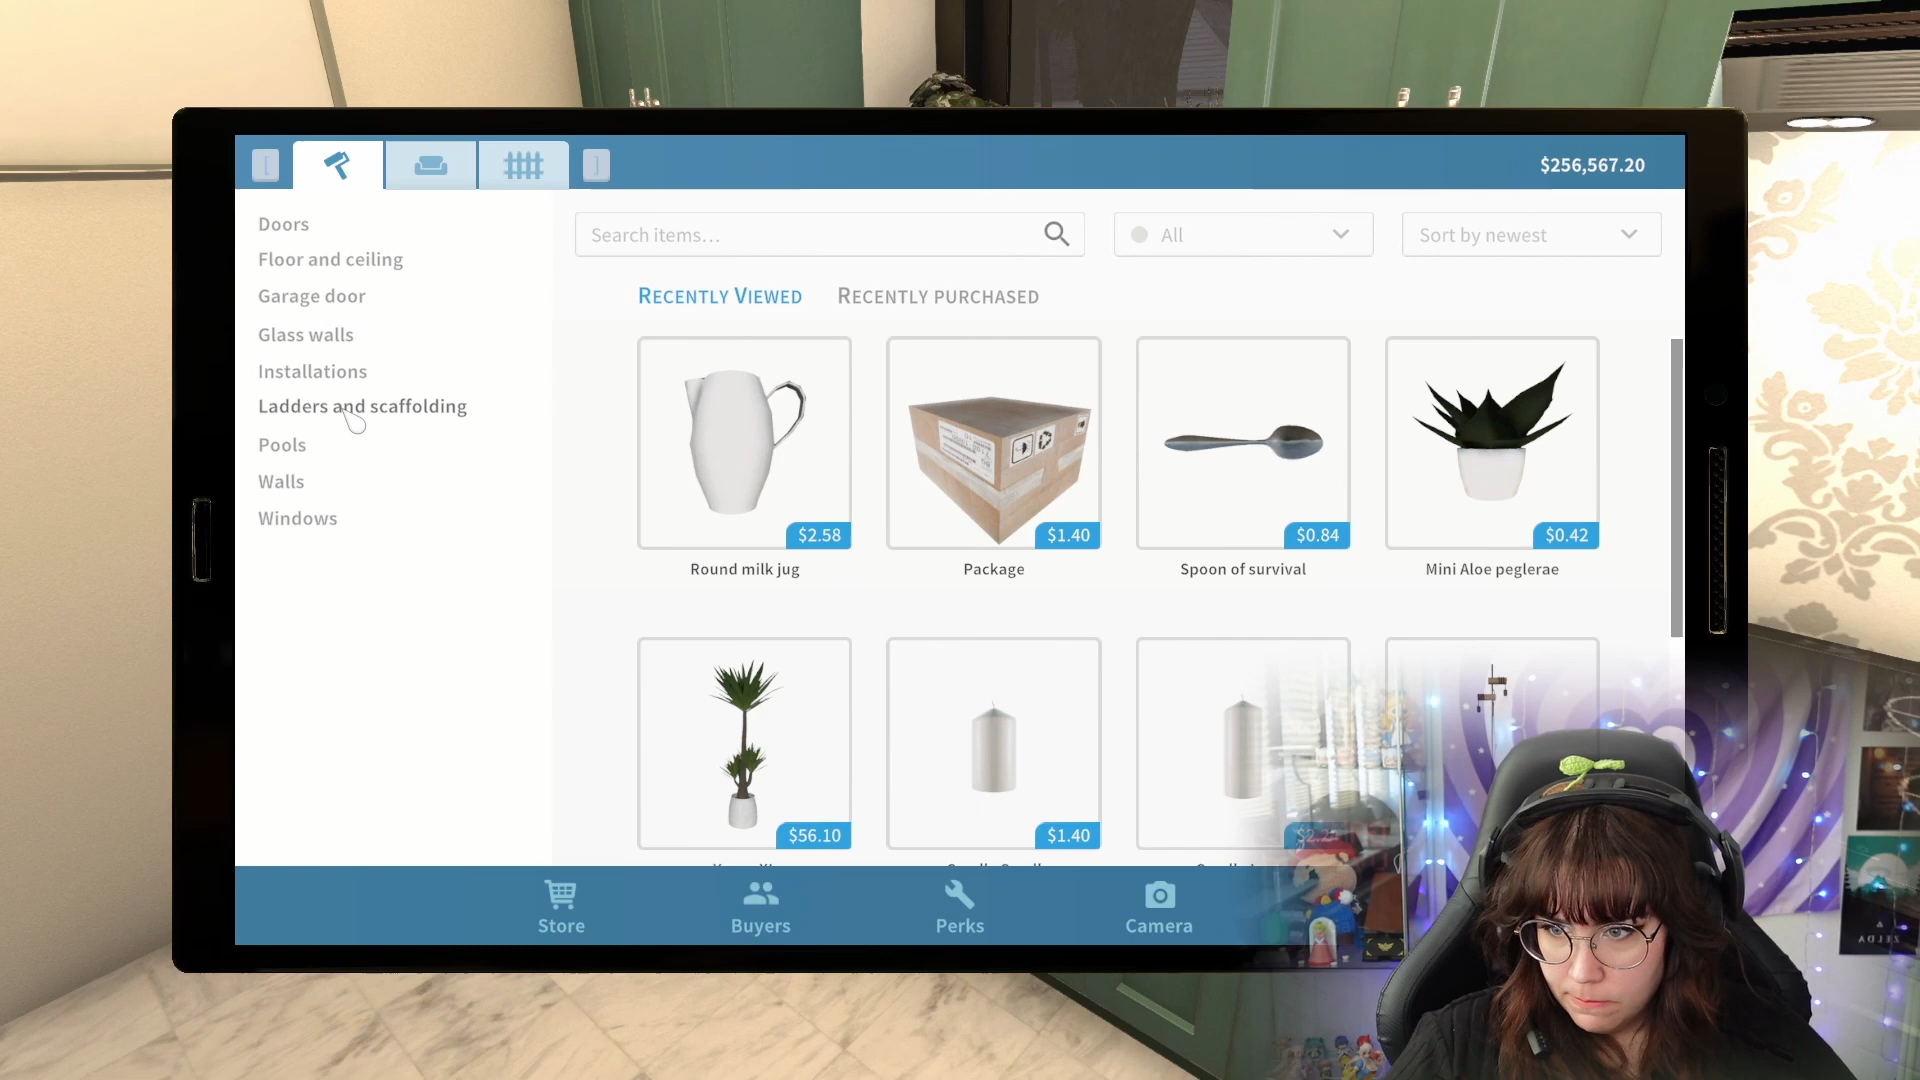 [
]
$256,567.20
Doors
Floor and ceiling
Garage door
Glass walls
Installations
Ladders and scaffolding
Pools
Walls
Windows
Search items...
All
Sort by newest
RECENTLY VIEWED
RECENTLY PURCHASED
$2.58
$1.40
$0.84
$0.42
Round milk jug
Package
Spoon of survival
Mini Aloe peglerae
$56.10
$1.40
Store
Buyers
Perks
Camera